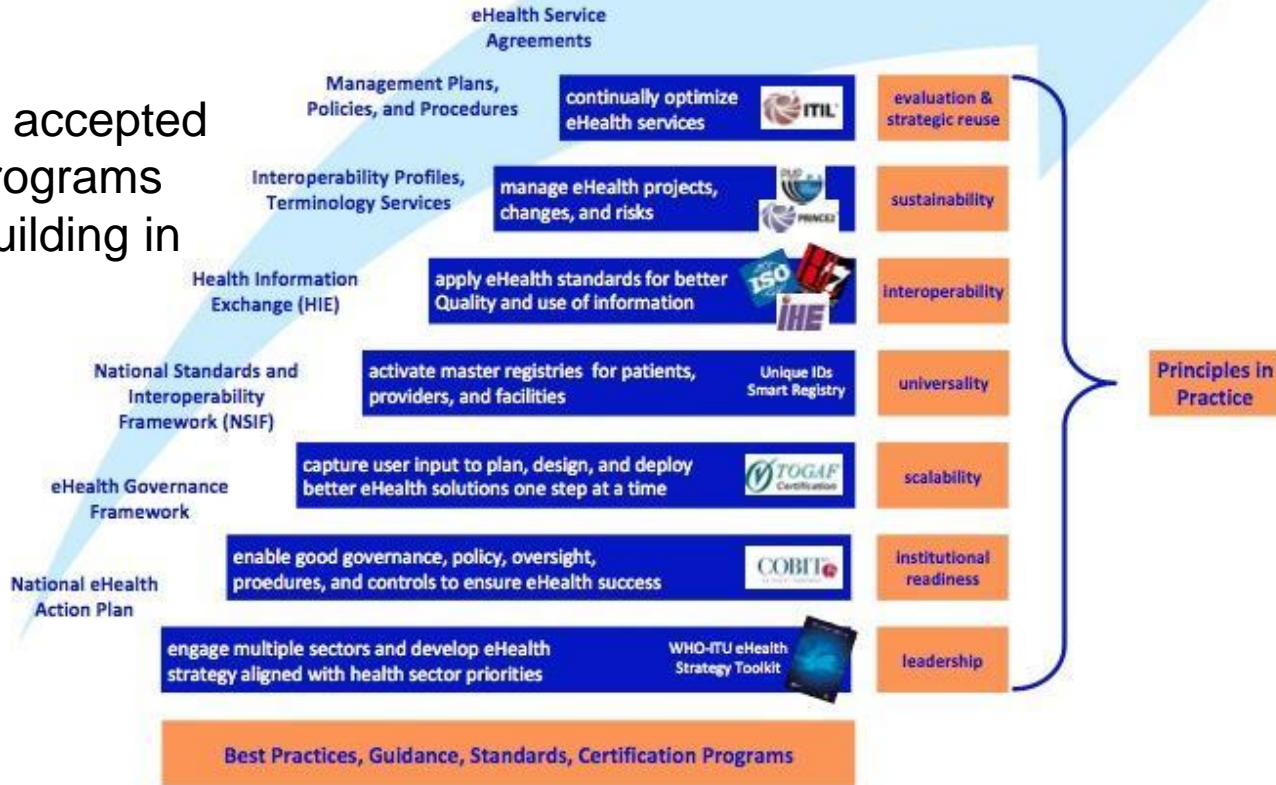 eHealth Service
Agreements
Management Plans,
Policies, and Procedures
continually optimize
eHealth services
ITIL®
evaluation &
strategic reuse
accepted
rograms
uilding in
Interoperability Profiles,
Terminology Services
manage eHealth projects,
changes, and risks
PMP
PRINCE2
sustainability
Health Information
Exchange (HIE)
apply eHealth standards for better
Quality and use of information
ISO
IHE
interoperability
National Standards and
Interoperability
Framework (NSIF)
activate master registries for patients,
providers, and facilities
Unique IDs
Smart Registry
universality
Principles in
Practice
eHealth Governance
Framework
capture user input to plan, design, and deploy
better eHealth solutions one step at a time
TOGAF
Certification
scalability
National eHealth
Action Plan
enable good governance, policy, oversight,
proedures, and controls to ensure eHealth success
COBIT
institutional
readiness
engage multiple sectors and develop eHealth
strategy aligned with health sector priorities
WHO-ITU eHealth
Strategy Toolkit
leadership
Best Practices, Guidance, Standards, Certification Programs